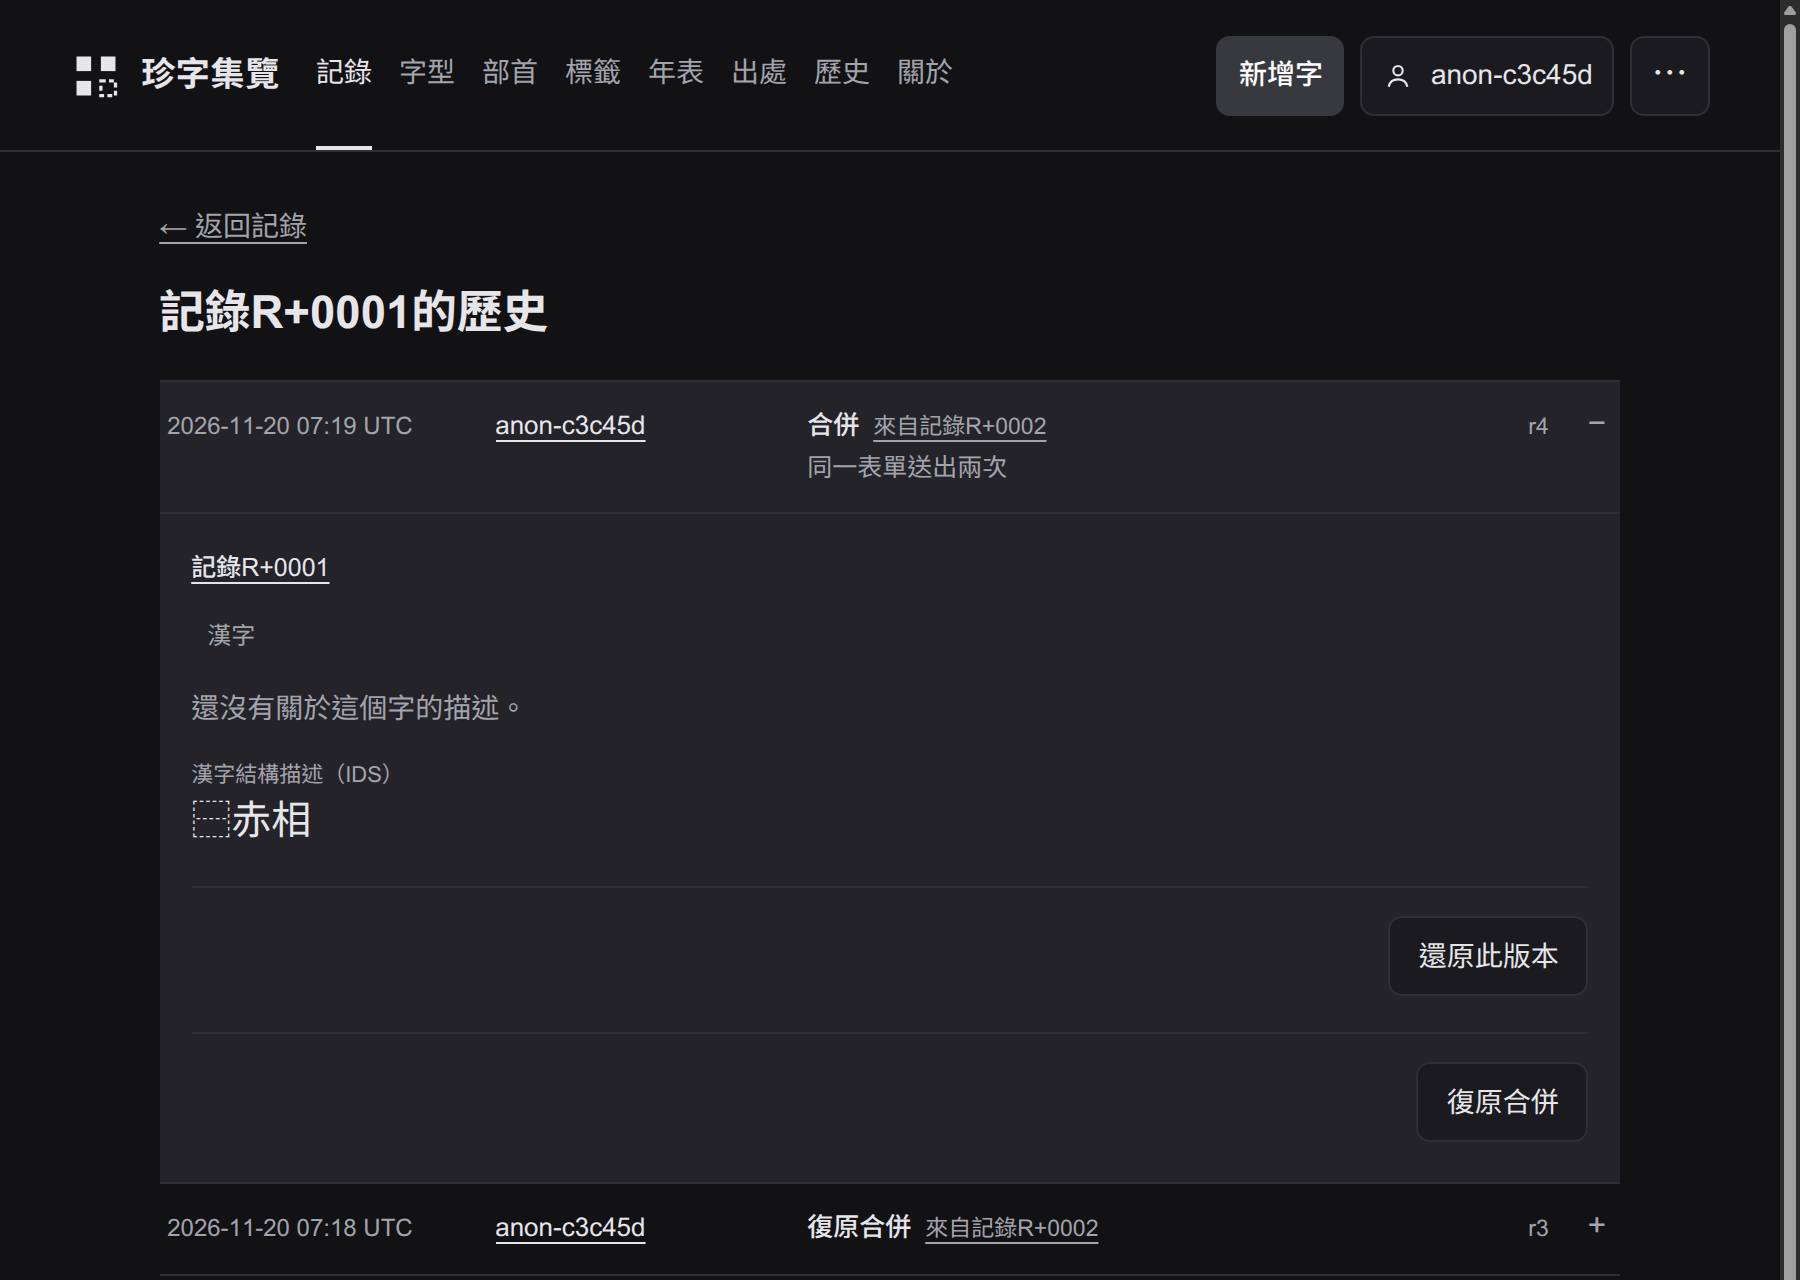 珍字集覽 記錄 字型 部首 標籤 年表 出處 歷史 關於 新增字 anon-c3c45d ···
← 返回記錄
記錄R+0001的歷史
2026-11-20 07:19 UTC anon-c3c45d 合併 來自記錄R+0002 r4 −
同一表單送出兩次
記錄R+0001
漢字
還沒有關於這個字的描述。
漢字結構描述（IDS）
⿱赤相
還原此版本
復原合併
2026-11-20 07:18 UTC anon-c3c45d 復原合併 來自記錄R+0002 r3 +